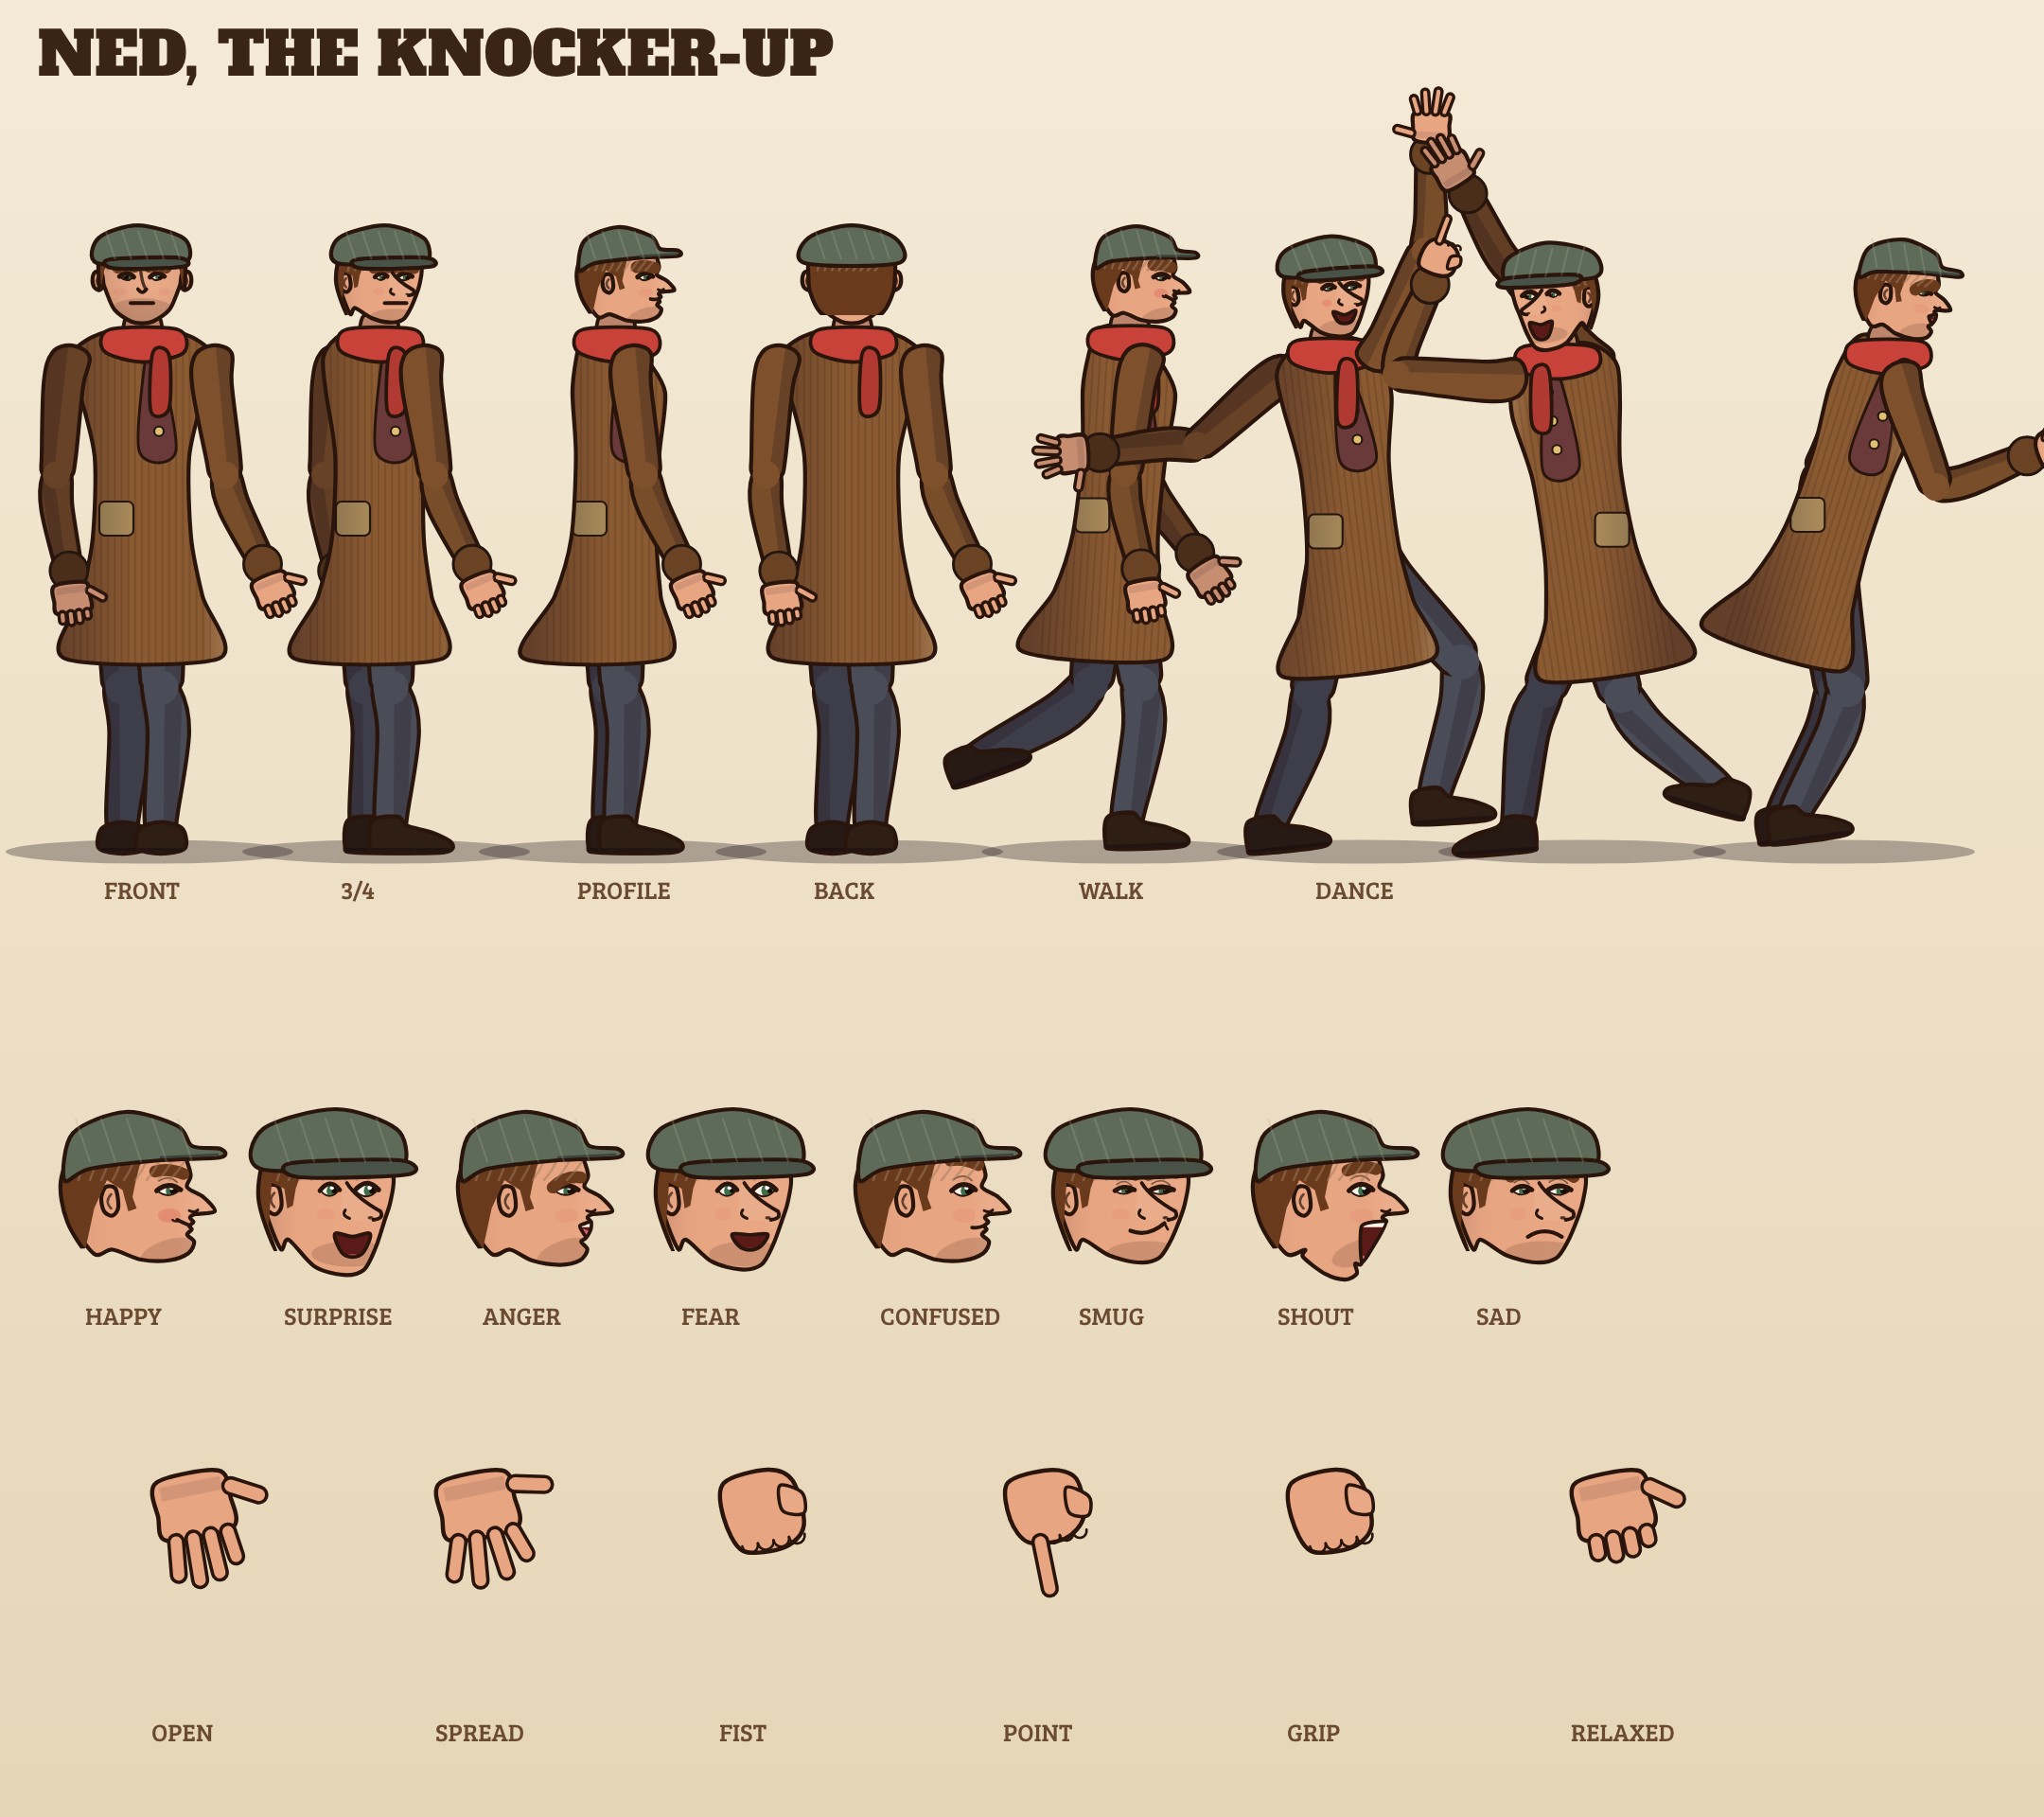 NED, THE KNOCKER-UP
FRONT 3/4 PROFILE BACK WALK DANCE
HAPPY SURPRISE ANGER FEAR CONFUSED SMUG SHOUT SAD
OPEN SPREAD FIST POINT GRIP RELAXED